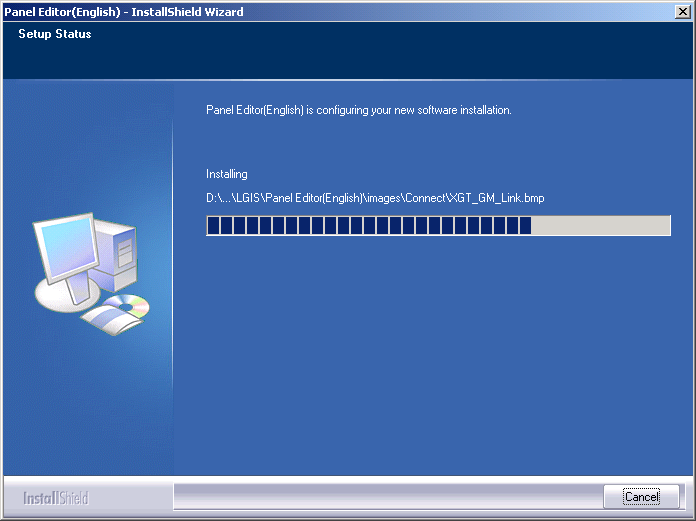 Panel Editor(English) - InstallShield Wizard
Setup Status
Panel Editor(English) is configuring your new software installation.
Installing
D:\...\LGIS\Panel Editor(English)\images\Connect\XGT_GM_Link.bmp
InstallShield
Cancel